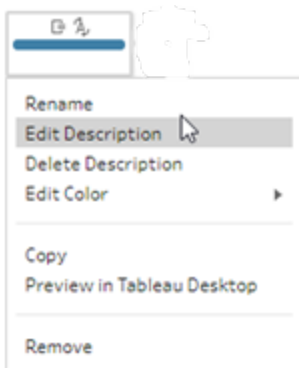 Rename
Edit Description
Delete Description
Edit Color
Copy
Preview in Tableau Desktop
Remove